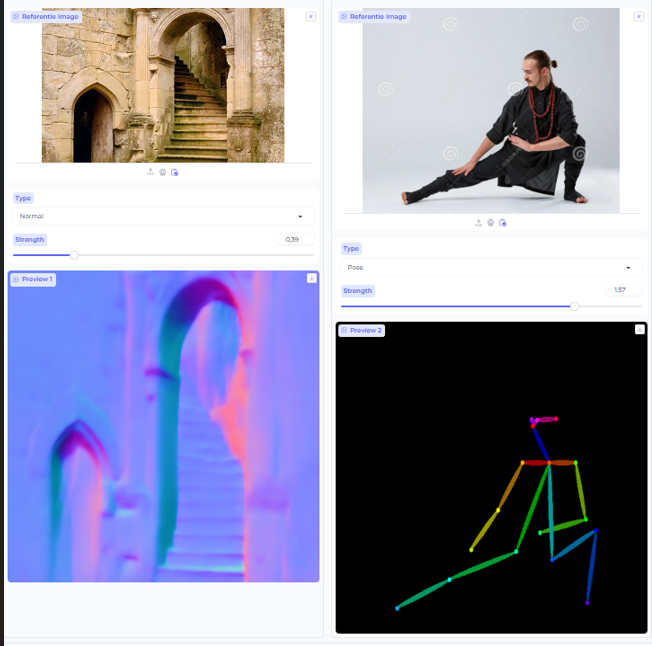 Referentie Image
Type
Normal
Strength
0,39
Preview 1
Referentie Image
Type
Pose
Strength
1,57
Preview 2